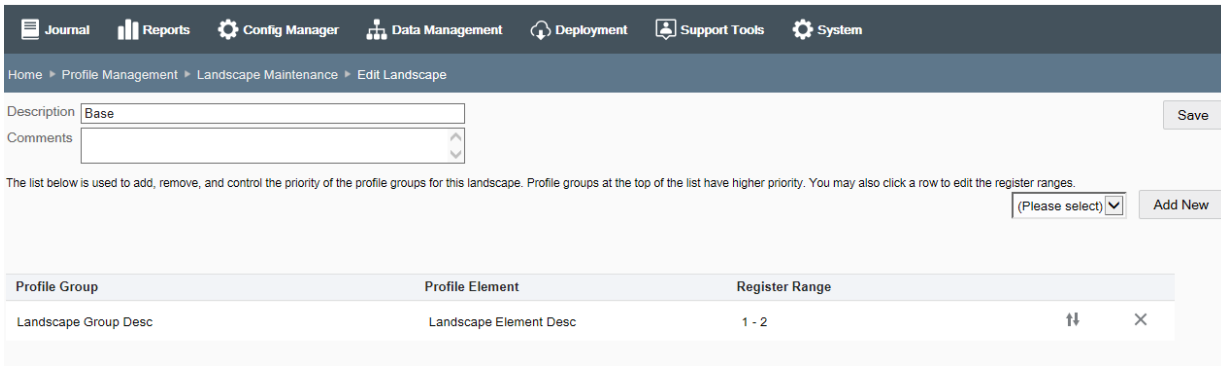 Journal Reports Config Manager Data Management Deployment Support Tools System
Home Profile Management Landscape Maintenance Edit Landscape
Description Base Save
Comments
The list below is used to add, remove, and control the priority of the profile groups for this landscape. Profile groups at the top of the list have higher priority. You may also click a row to edit the register ranges.
(Please select) Add New
Profile Group Profile Element Register Range
Landscape Group Desc Landscape Element Desc 1 - 2